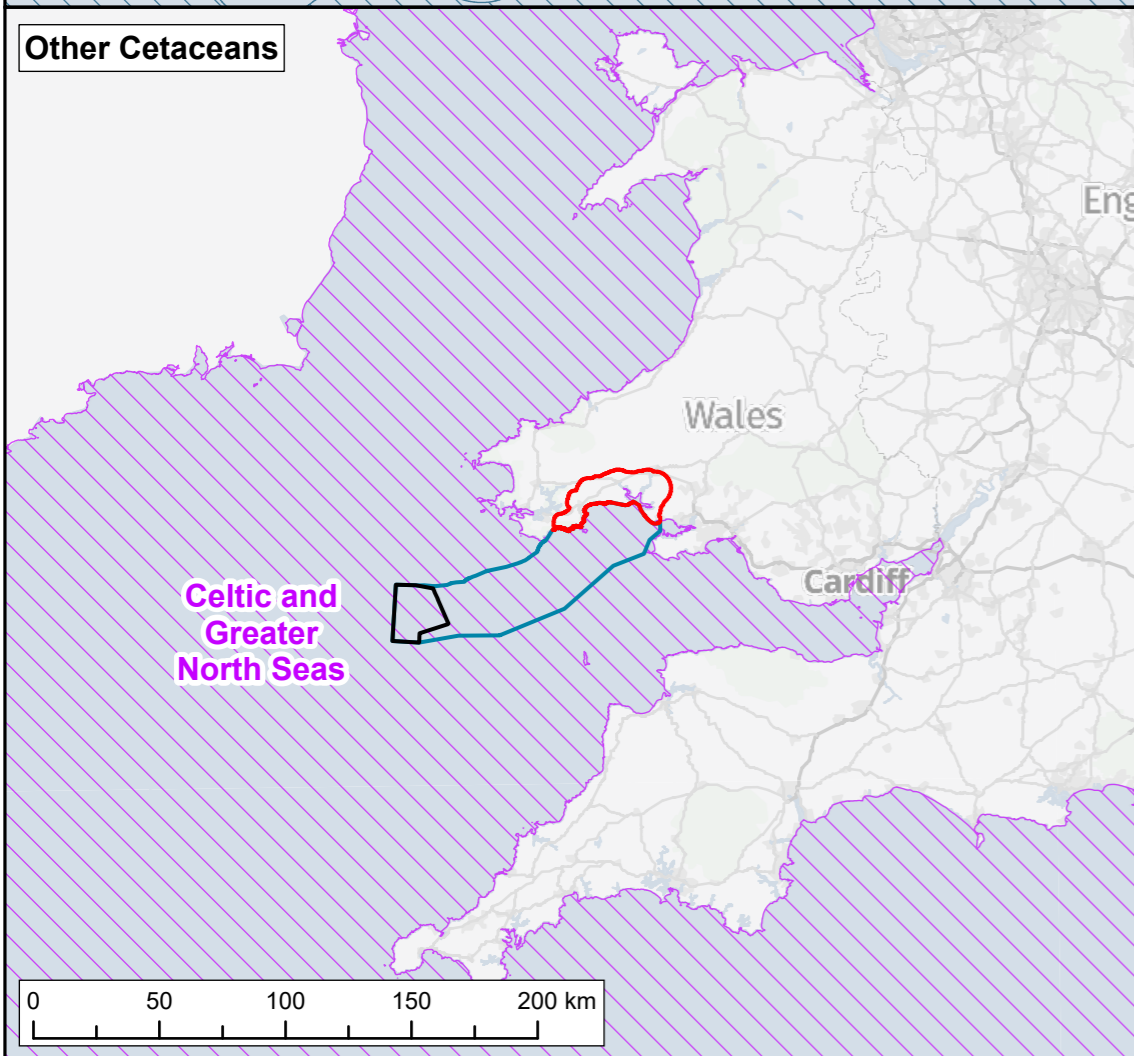 Other Cetaceans
Eng
Wales
Cardiff
Celtic and
Greater
North Seas
0 50 100 150 200 km